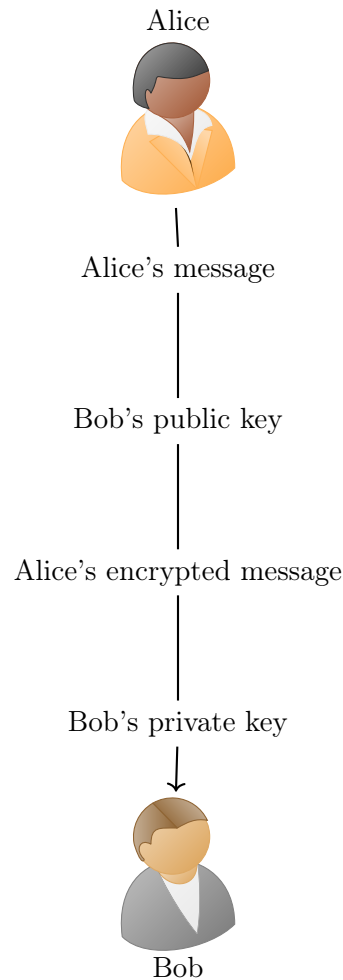 Alice
Alice’s message
Bob’s public key
Alice’s encrypted message
Bob’s private key
Bob